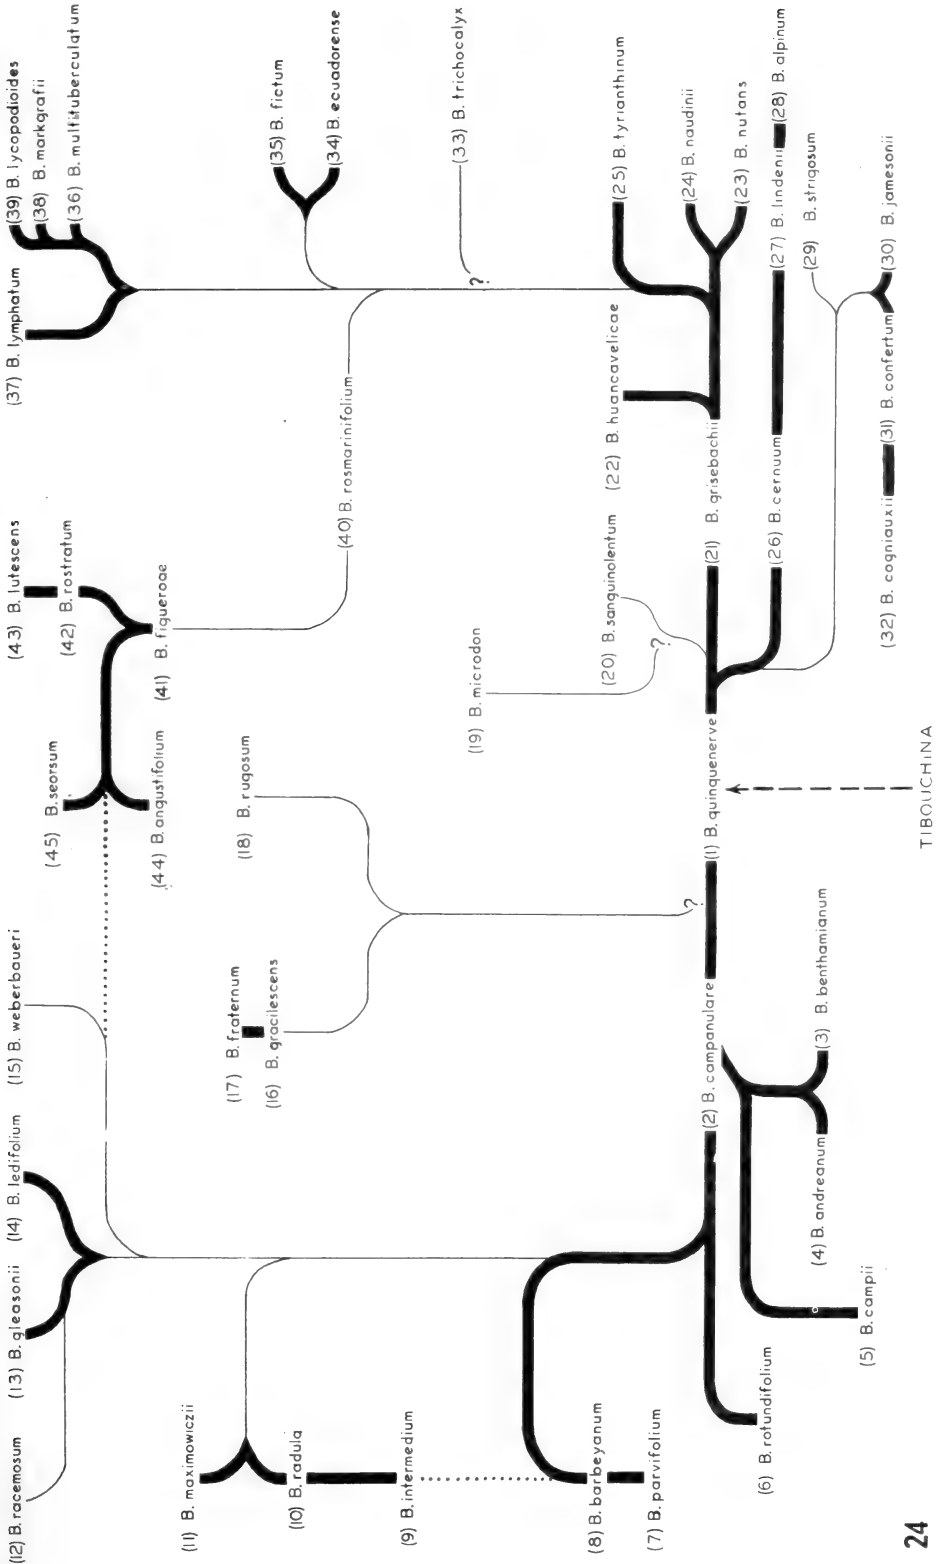 (12) B. racemosum
(13) B. gleasonii
(14) B. ledifolium
(15) B. weberbaueri
(45) B. seorsum
(44) B. angustifolium
(43) B. lutescens
(42) B. rostratum
(41) B. figueroae
(37) B. lymphatum
(39) B. lycopodioides
(38) B. markgrafii
(36) B. multituberculatum
(11) B. maximowiczii
(10) B. radula
(9) B. intermedium
(17) B. fraternum
(16) B. gracilescens
(18) B. rugosum
(40) B. rosmarinifolium
(35) B. fictum
(34) B. ecuadorense
(33) B. trichocalyx
?
(19) B. microdon
(20) B. sanguinolentum
?
(22) B. huancavelicae
(25) B. tyrianthinum
(24) B. naudinii
(23) B. nutans
(8) B. barbeyanum
(7) B. parvifolium
(6) B. rotundifolium
(2) B. campanulare
?
(1) B. quinquenerve
(21) B. grisebachii
(26) B. cernuum
(27) B. lindenii
(28) B. alpinum
(29) B. strigosum
(5) B. campii
(4) B. andreanum
(3) B. benthamianum
(32) B. cogniauxii
(31) B. confertum
(30) B. jamesonii
TIBOUCHINA
24